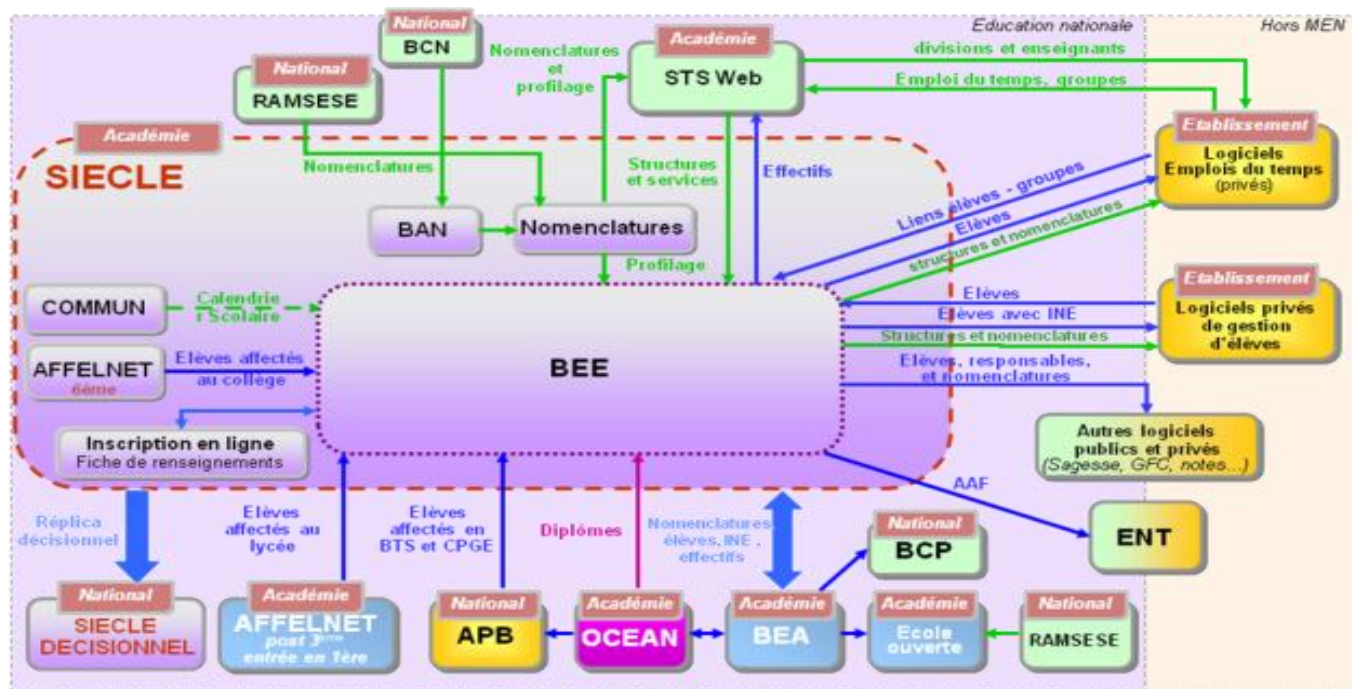 Education nationale
Hors MEN
National
BCN
National
RAMSESE
Nomenclatures
et
profilage
Académie
STS Web
divisions et enseignants
Emploi du temps, groupes
Académie
SIECLE
Nomenclatures
Structures
et services
Effectifs
Etablissement
Logiciels
Emplois du temps
(privés)
BAN
Nomenclatures
Profilage
Liens élèves - groupes
Elèves
structures et nomenclatures
COMMUN
Calendrie
r Scolaire
Etablissement
Logiciels privés
de gestion
d'élèves
Elèves
Elèves avec INE
Structures et nomenclatures
AFFELNET
6ème
Elèves affectés
au collège
BEE
Elèves, responsables,
et nomenclatures
Inscription en ligne
Fiche de renseignements
Autres logiciels
publics et privés
(Sagesse, GFC, notes...)
AAF
Réplica
décisionnel
Elèves
affectés au
lycée
Elèves
affectés en
BTS et CPGE
Diplômes
Nomenclatures
élèves, INE ,
effectifs
National
BCP
ENT
National
SIECLE
DECISIONNEL
Académie
AFFELNET
post 3ème
entrée en 1ère
National
APB
Académie
OCEAN
Académie
BEA
Académie
Ecole
ouverte
National
RAMSESE